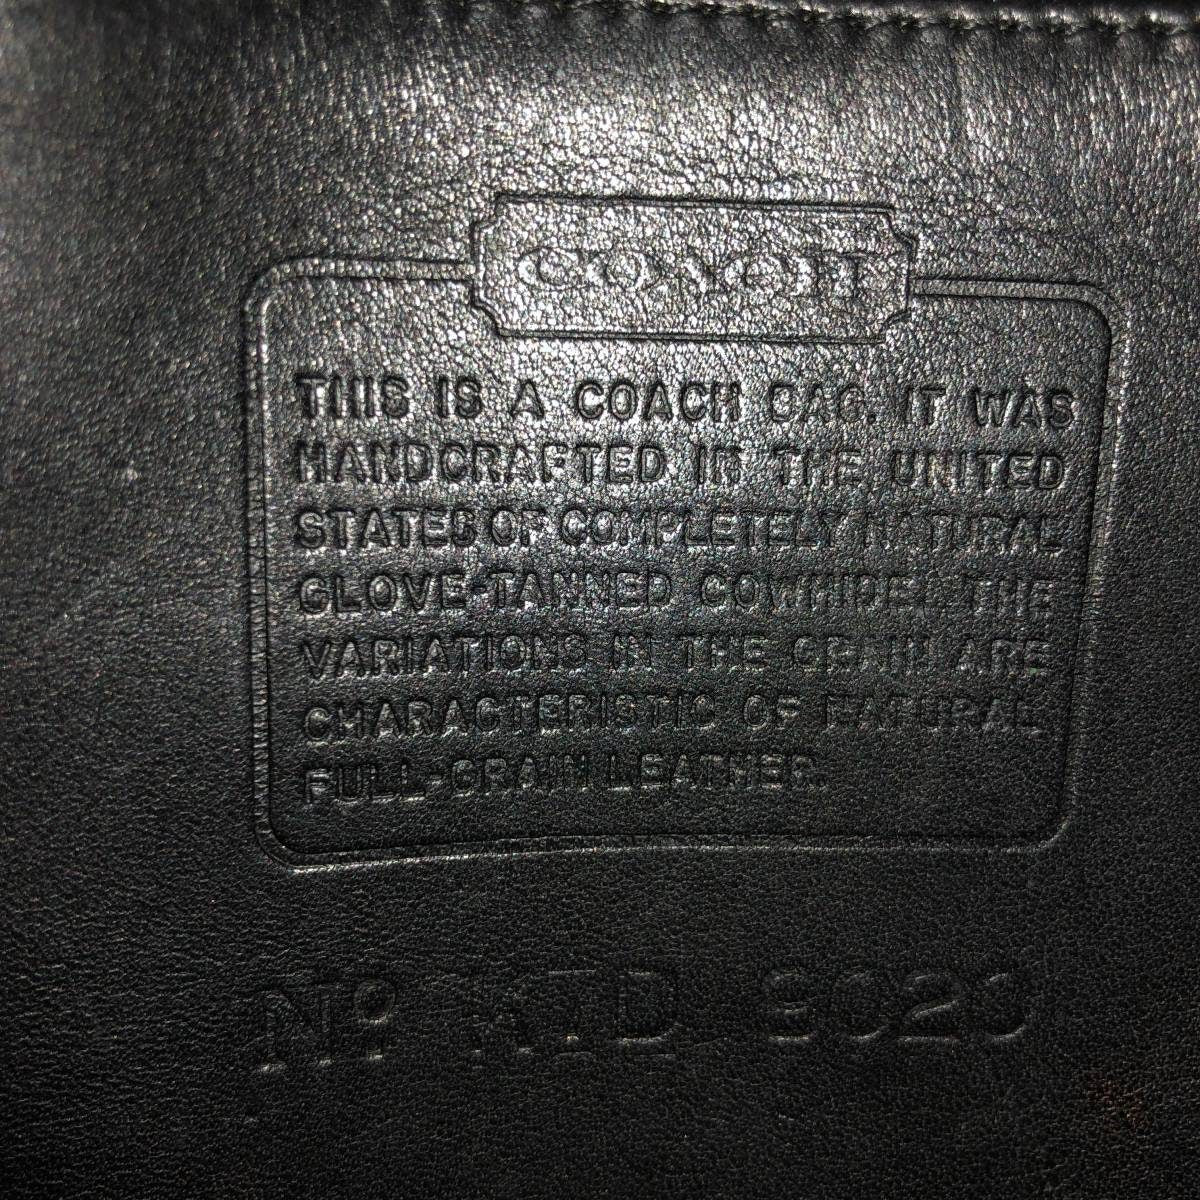 COACH
THIS IS A COACH BAG. IT WAS
HANDCRAFTED IN THE UNITED
STATES OF COMPLETELY NATURAL
GLOVE-TANNED COWHIDE. THE
VARIATIONS IN THE GRAIN ARE
CHARACTERISTIC OF NATURAL
FULL-GRAIN LEATHER.
Nº